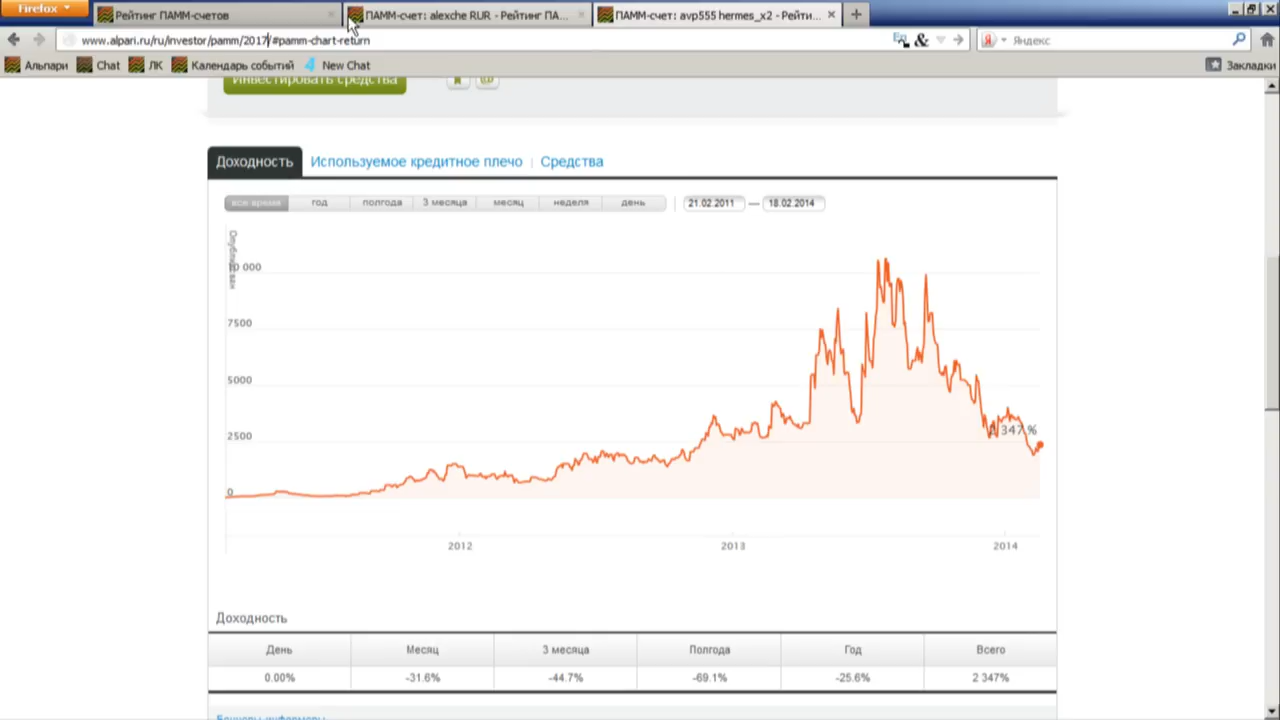 Firefox
Рейтинг ПАММ-счетов
ПАММ-счет: alexche RUR - Рейтинг ПА...
ПАММ-счет: avp555 hermes_x2 - Рейти...
www.alpari.ru/ru/investor/pamm/2017/#pamm-chart-return
Яндекс
Альпари
Chat
ЛК
Календарь событий
New Chat
Закладки
Инвестировать средства
Доходность
Используемое кредитное плечо
Средства
все время
год
полгода
3 месяца
месяц
неделя
день
21.02.2011 — 18.02.2014
10 000
7500
5000
2500
0
347 %
2012
2013
2014
Доходность
День Месяц 3 месяца Полгода Год Всего
0.00% -31.6% -44.7% -69.1% -25.6% 2 347%